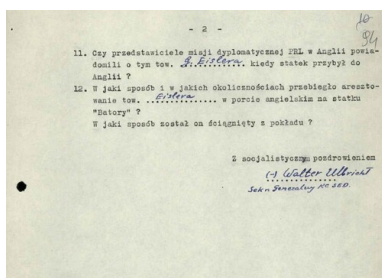 - 2 -
10
94
11. Czy przedstawiciele misji dyplomatycznej PRL w Anglii powia-
domili o tym tow. G. Eislera kiedy statek przybył do
Anglii ?
12. W jaki sposób i w jakich okolicznościach przebiegło areszto-
wanie tow. Eislera w porcie angielskim na statku
"Batory" ?
W jaki sposób został on ściągnięty z pokładu ?
Z socjalistycznym pozdrowieniem
(-) Walter Ulbricht
Sekr. Generalny KC SED.